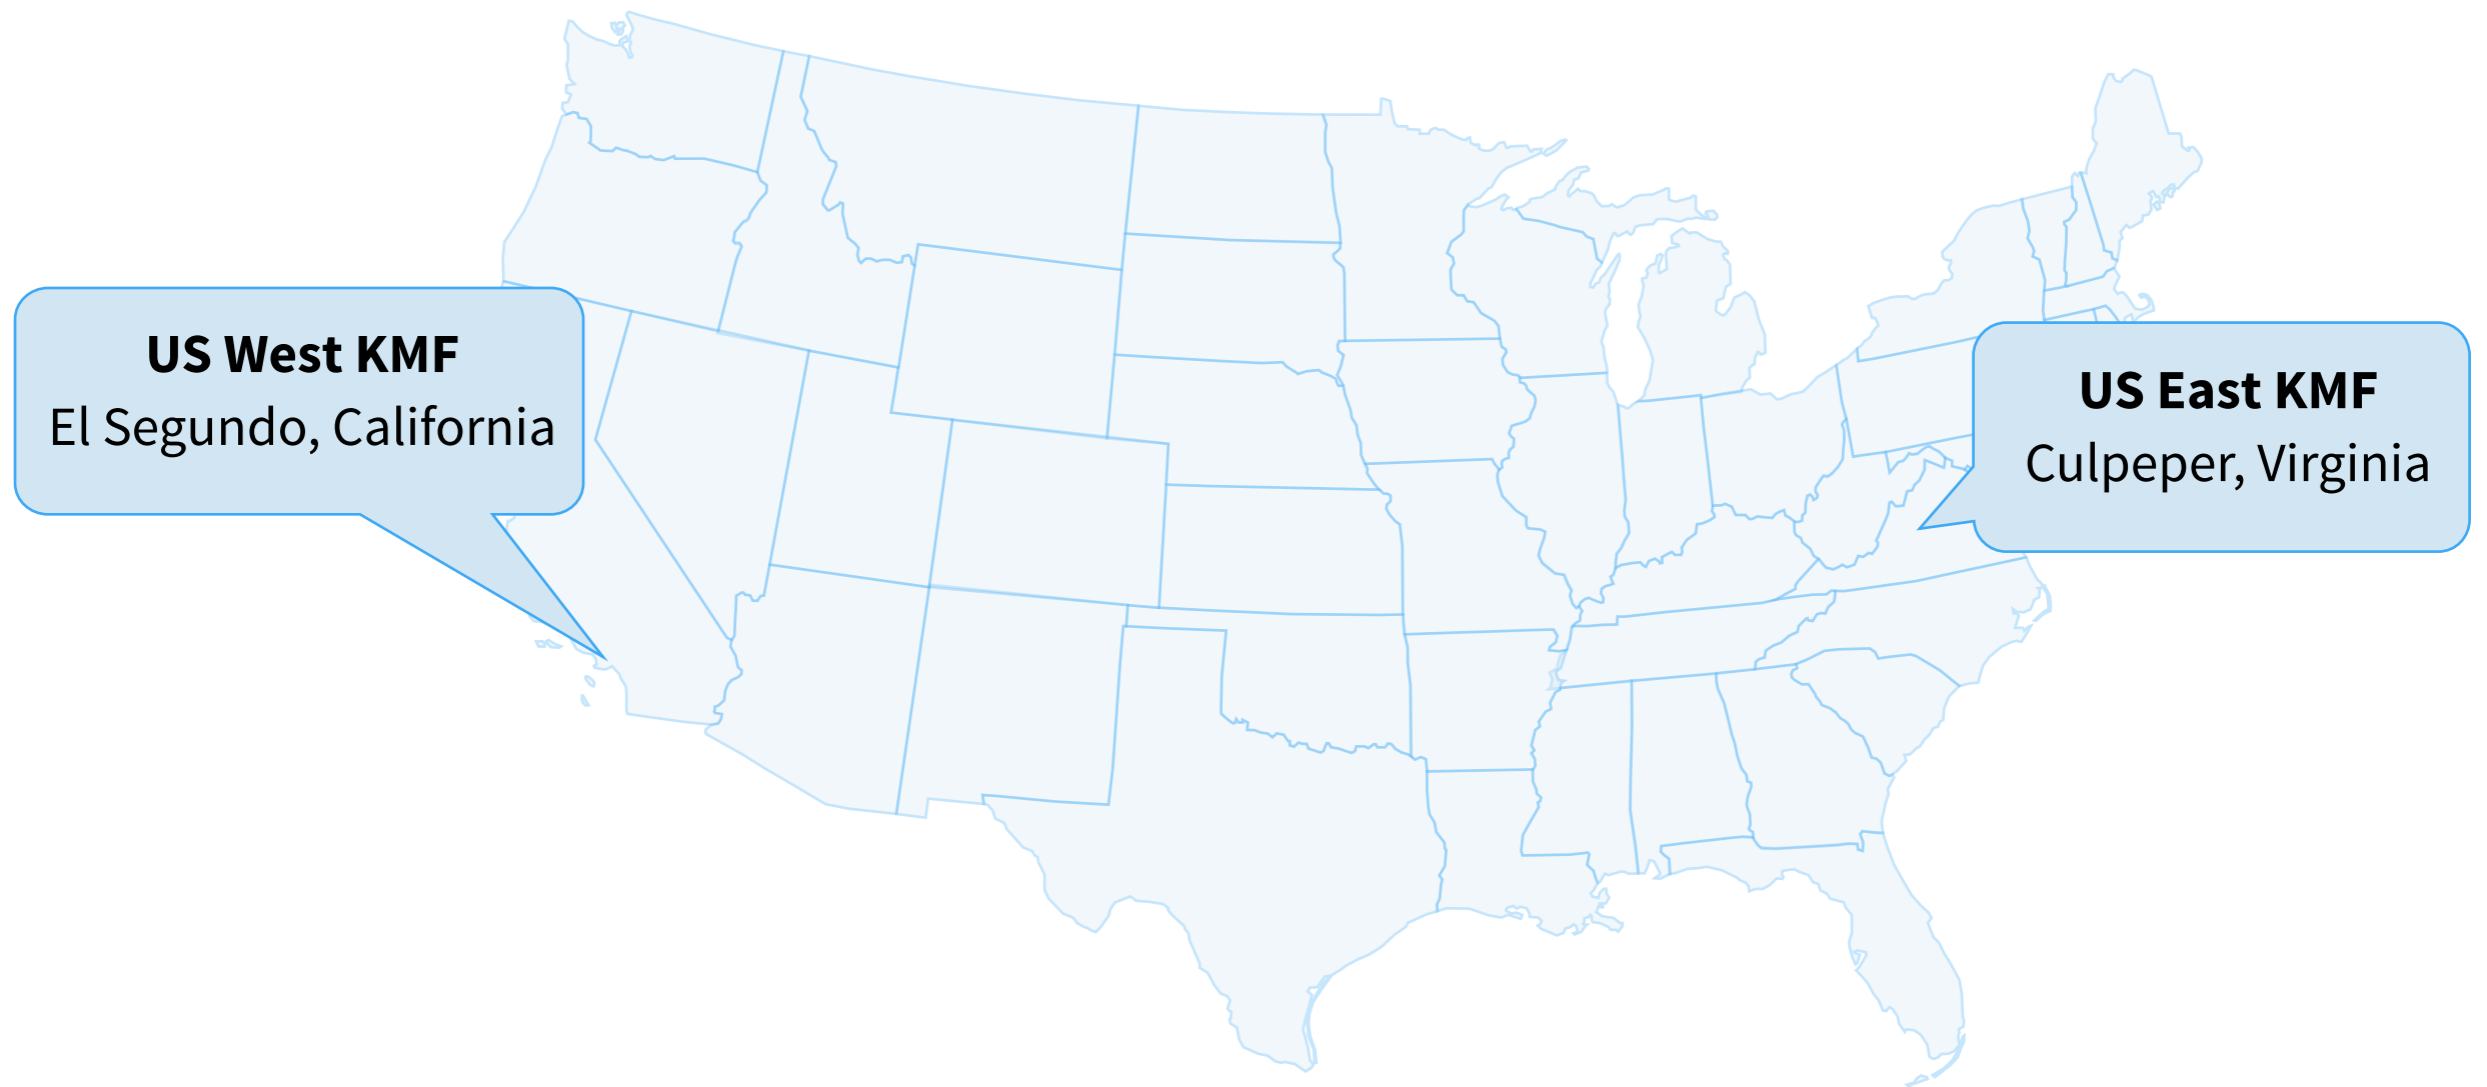 US West KMF
El Segundo, California
US East KMF
Culpeper, Virginia